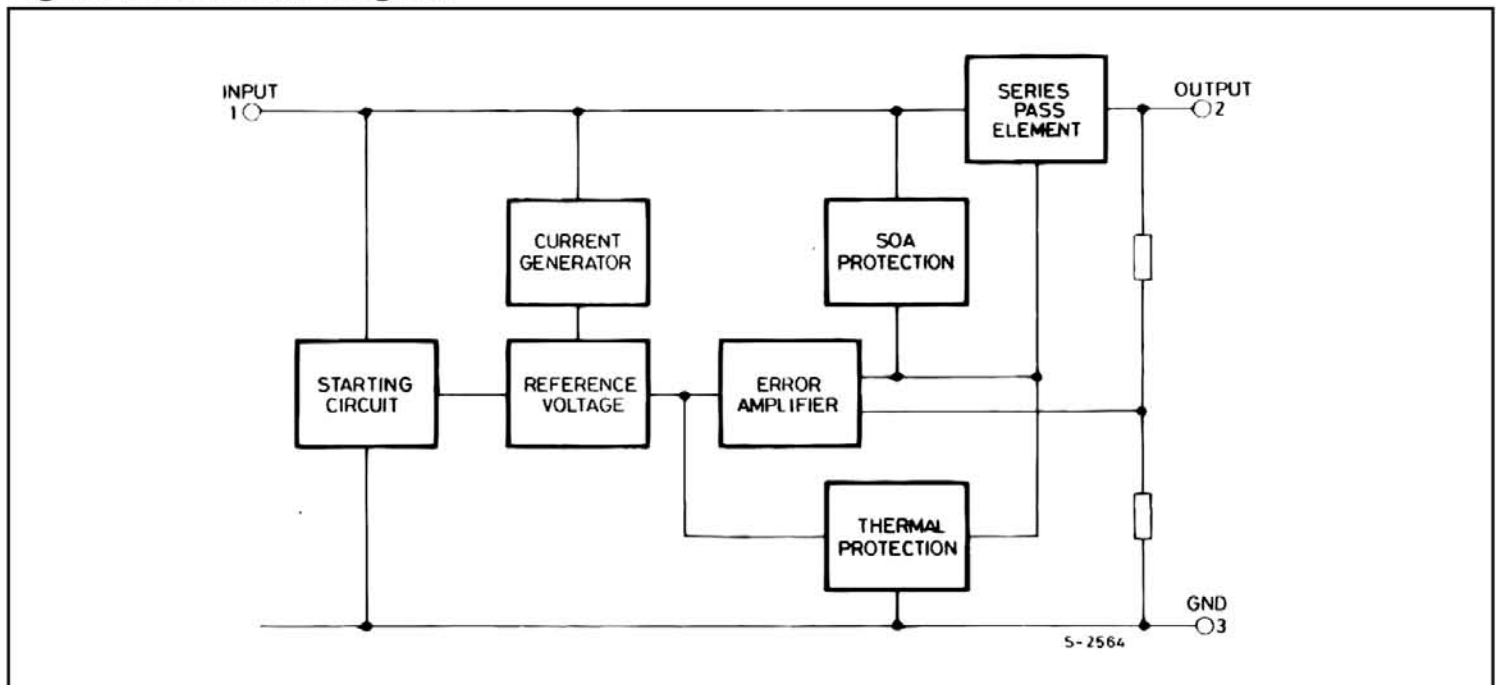 INPUT
1
SERIES
PASS
ELEMENT
OUTPUT
2
CURRENT
GENERATOR
SOA
PROTECTION
STARTING
CIRCUIT
REFERENCE
VOLTAGE
ERROR
AMPLIFIER
THERMAL
PROTECTION
GND
3
S-2564